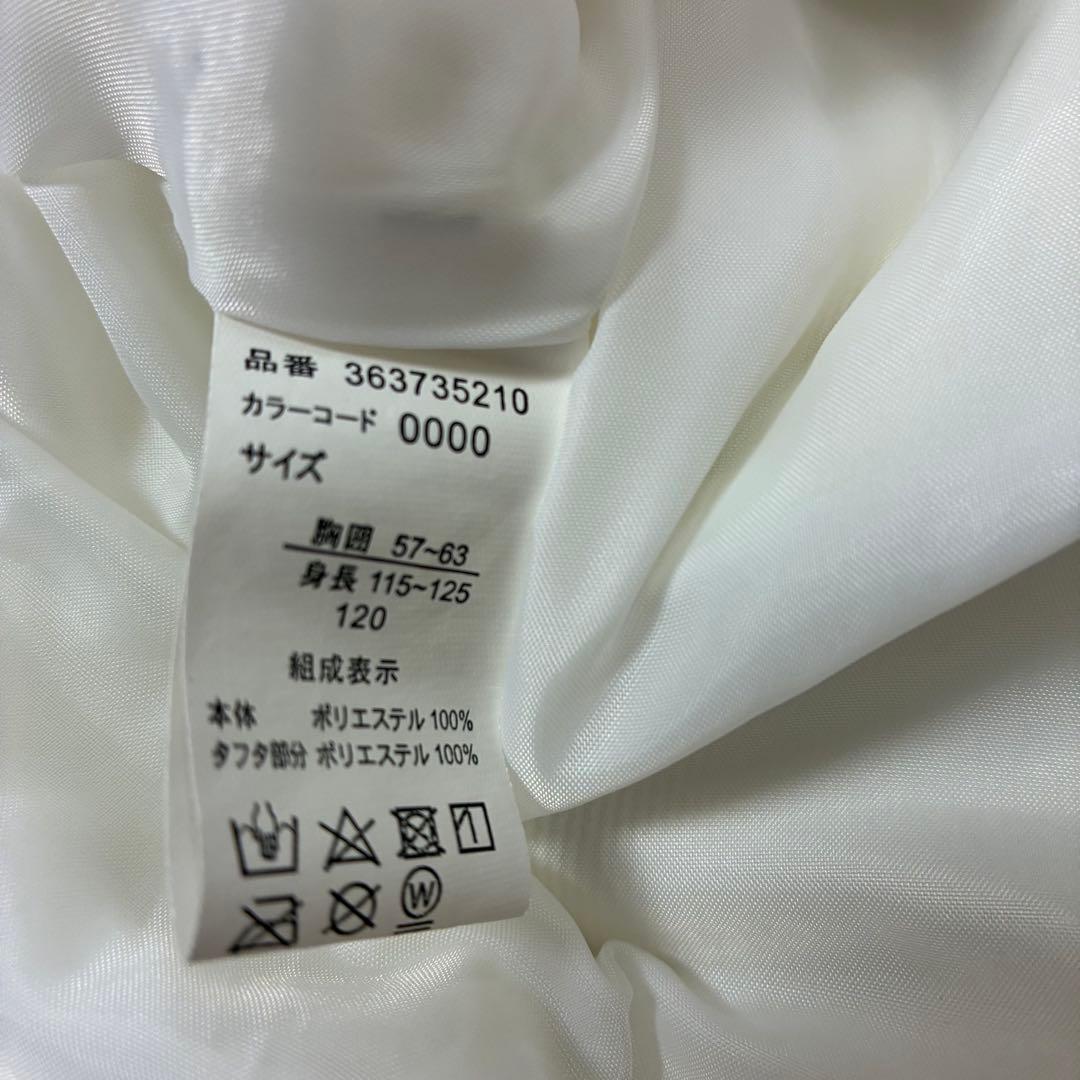 品番 363735210
カラーコード 0000
サイズ
胸囲 57~63
身長 115~125
120
組成表示
本体 ポリエステル 100%
タフタ部分 ポリエステル 100%
W